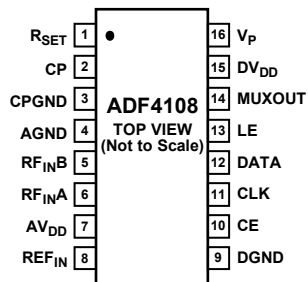 RSET 1
CP 2
CPGND 3
AGND 4
RFINB 5
RFINA 6
AVDD 7
REFIN 8
ADF4108
TOP VIEW
(Not to Scale)
16 VP
15 DVDD
14 MUXOUT
13 LE
12 DATA
11 CLK
10 CE
9 DGND